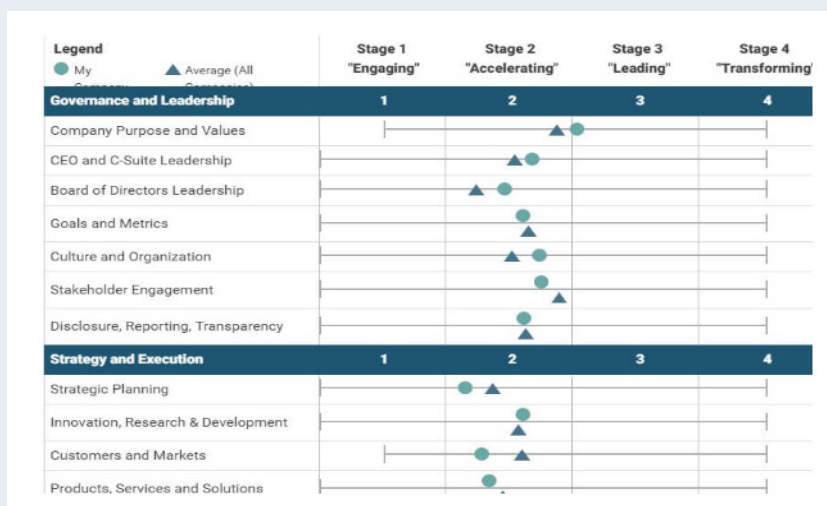 Legend
My
Average (All
Stage 1
"Engaging"
Stage 2
"Accelerating"
Stage 3
"Leading"
Stage 4
"Transforming"
Governance and Leadership 1 2 3 4
Company Purpose and Values
CEO and C-Suite Leadership
Board of Directors Leadership
Goals and Metrics
Culture and Organization
Stakeholder Engagement
Disclosure, Reporting, Transparency
Strategy and Execution 1 2 3 4
Strategic Planning
Innovation, Research & Development
Customers and Markets
Products, Services and Solutions